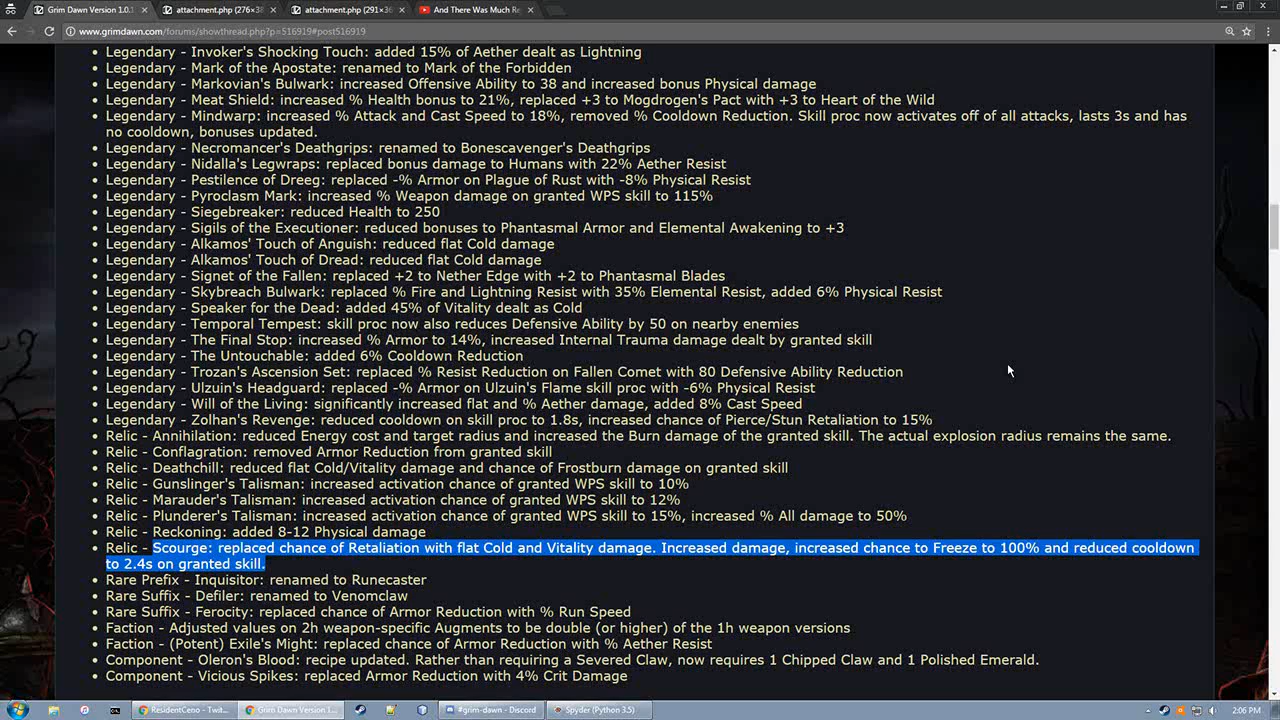 Grim Dawn Version 1.0.1
attachment.php (276×38
attachment.php (291×36
And There Was Much Re
www.grimdawn.com/forums/showthread.php?p=516919#post516919
Legendary - Invoker's Shocking Touch: added 15% of Aether dealt as Lightning
Legendary - Mark of the Apostate: renamed to Mark of the Forbidden
Legendary - Markovian's Bulwark: increased Offensive Ability to 38 and increased bonus Physical damage
Legendary - Meat Shield: increased % Health bonus to 21%, replaced +3 to Mogdrogen's Pact with +3 to Heart of the Wild
Legendary - Mindwarp: increased % Attack and Cast Speed to 18%, removed % Cooldown Reduction. Skill proc now activates off of all attacks, lasts 3s and has
no cooldown, bonuses updated.
Legendary - Necromancer's Deathgrips: renamed to Bonescavenger's Deathgrips
Legendary - Nidalla's Legwraps: replaced bonus damage to Humans with 22% Aether Resist
Legendary - Pestilence of Dreeg: replaced -% Armor on Plague of Rust with -8% Physical Resist
Legendary - Pyroclasm Mark: increased % Weapon damage on granted WPS skill to 115%
Legendary - Siegebreaker: reduced Health to 250
Legendary - Sigils of the Executioner: reduced bonuses to Phantasmal Armor and Elemental Awakening to +3
Legendary - Alkamos' Touch of Anguish: reduced flat Cold damage
Legendary - Alkamos' Touch of Dread: reduced flat Cold damage
Legendary - Signet of the Fallen: replaced +2 to Nether Edge with +2 to Phantasmal Blades
Legendary - Skybreach Bulwark: replaced % Fire and Lightning Resist with 35% Elemental Resist, added 6% Physical Resist
Legendary - Speaker for the Dead: added 45% of Vitality dealt as Cold
Legendary - Temporal Tempest: skill proc now also reduces Defensive Ability by 50 on nearby enemies
Legendary - The Final Stop: increased % Armor to 14%, increased Internal Trauma damage dealt by granted skill
Legendary - The Untouchable: added 6% Cooldown Reduction
Legendary - Trozan's Ascension Set: replaced % Resist Reduction on Fallen Comet with 80 Defensive Ability Reduction
Legendary - Ulzuin's Headguard: replaced -% Armor on Ulzuin's Flame skill proc with -6% Physical Resist
Legendary - Will of the Living: significantly increased flat and % Aether damage, added 8% Cast Speed
Legendary - Zolhan's Revenge: reduced cooldown on skill proc to 1.8s, increased chance of Pierce/Stun Retaliation to 15%
Relic - Annihilation: reduced Energy cost and target radius and increased the Burn damage of the granted skill. The actual explosion radius remains the same.
Relic - Conflagration: removed Armor Reduction from granted skill
Relic - Deathchill: reduced flat Cold/Vitality damage and chance of Frostburn damage on granted skill
Relic - Gunslinger's Talisman: increased activation chance of granted WPS skill to 10%
Relic - Marauder's Talisman: increased activation chance of granted WPS skill to 12%
Relic - Plunderer's Talisman: increased activation chance of granted WPS skill to 15%, increased % All damage to 50%
Relic - Reckoning: added 8-12 Physical damage
Relic - Scourge: replaced chance of Retaliation with flat Cold and Vitality damage. Increased damage, increased chance to Freeze to 100% and reduced cooldown
to 2.4s on granted skill.
Rare Prefix - Inquisitor: renamed to Runecaster
Rare Suffix - Defiler: renamed to Venomclaw
Rare Suffix - Ferocity: replaced chance of Armor Reduction with % Run Speed
Faction - Adjusted values on 2h weapon-specific Augments to be double (or higher) of the 1h weapon versions
Faction - (Potent) Exile's Might: replaced chance of Armor Reduction with % Aether Resist
Component - Oleron's Blood: recipe updated. Rather than requiring a Severed Claw, now requires 1 Chipped Claw and 1 Polished Emerald.
Component - Vicious Spikes: replaced Armor Reduction with 4% Crit Damage
ResidentCeno - Twit...
Grim Dawn Version 1...
#grim-dawn - Discord
Spyder (Python 3.5)
2:06 PM